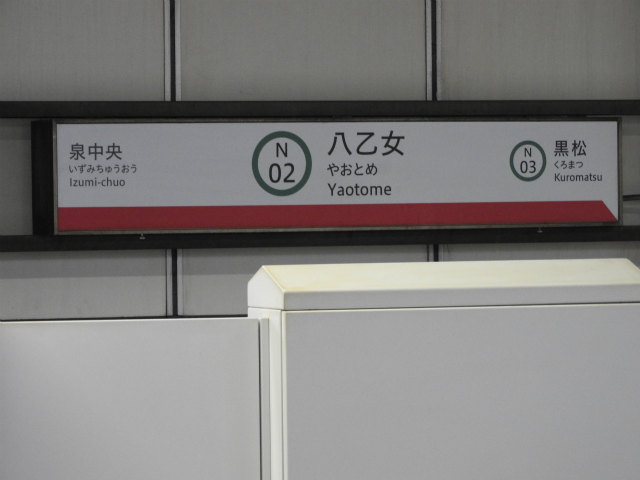 泉中央
いずみちゅうおう
Izumi-chuo
N
02
八乙女
やおとめ
Yaotome
N
03
黒松
くろまつ
Kuromatsu